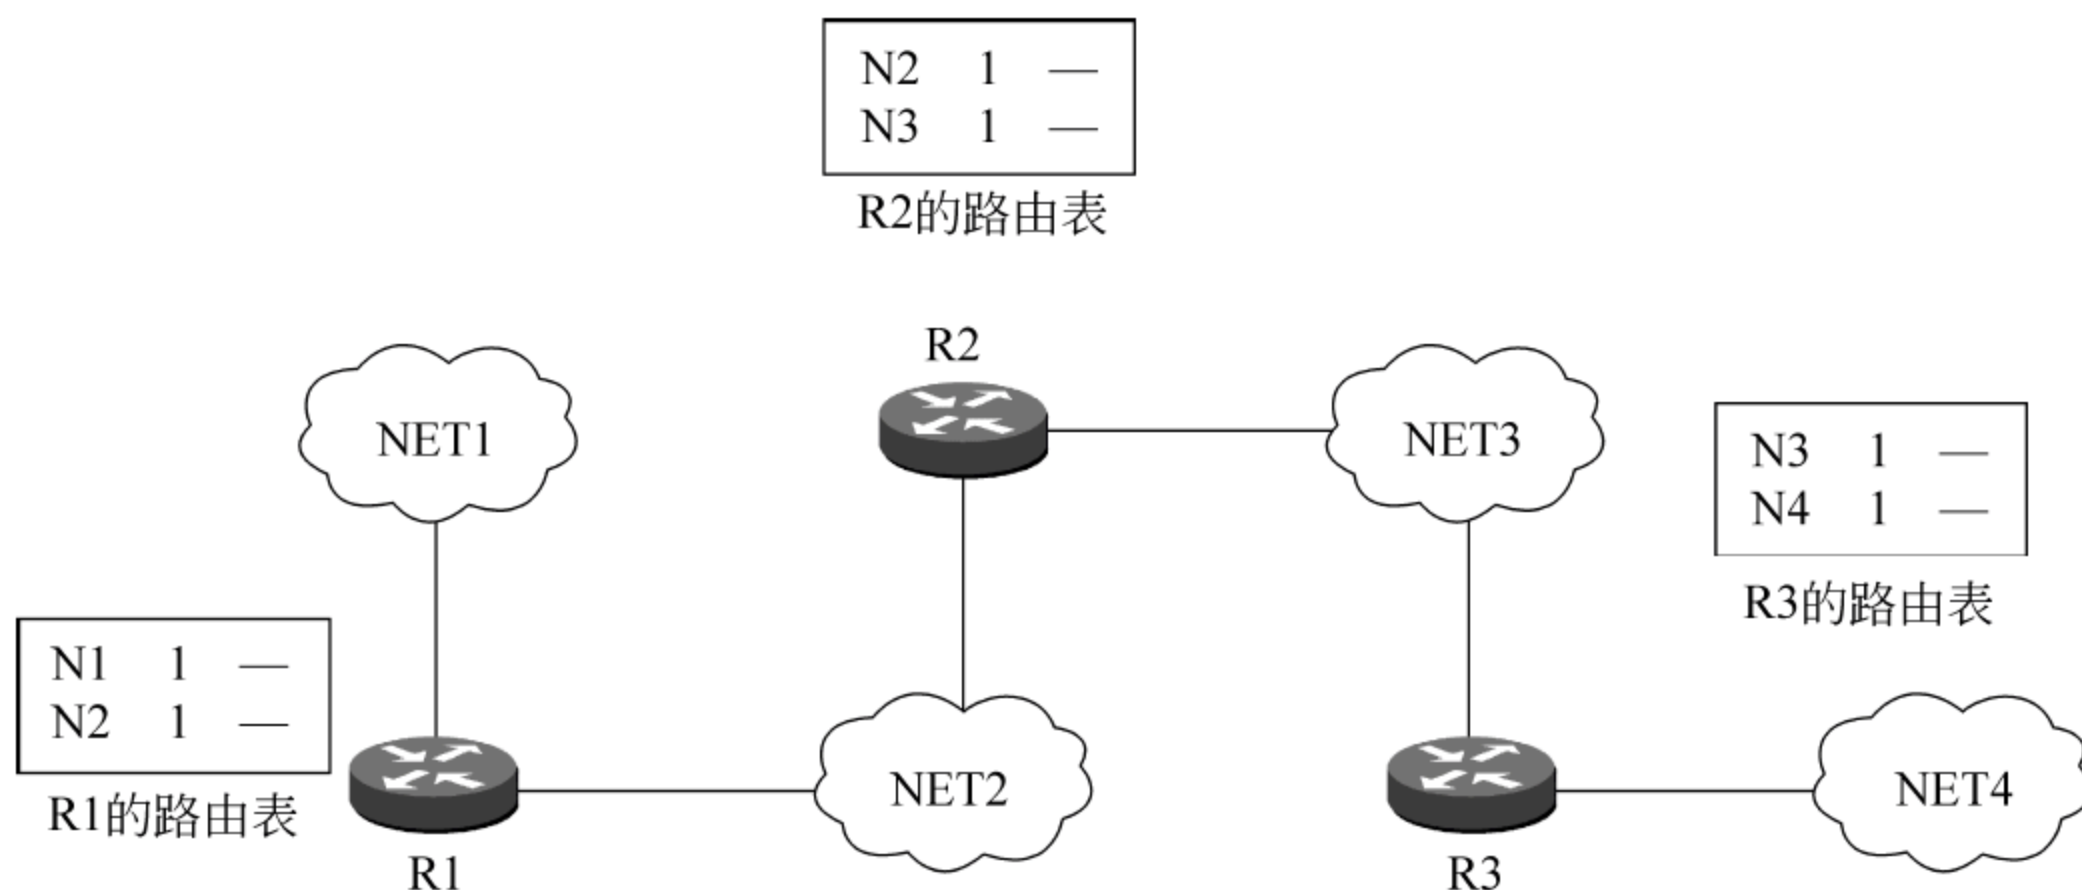 N2 1 —
N3 1 —
R2的路由表
R2
NET1
NET3
N3 1 —
N4 1 —
R3的路由表
N1 1 —
N2 1 —
R1的路由表
R1
NET2
R3
NET4